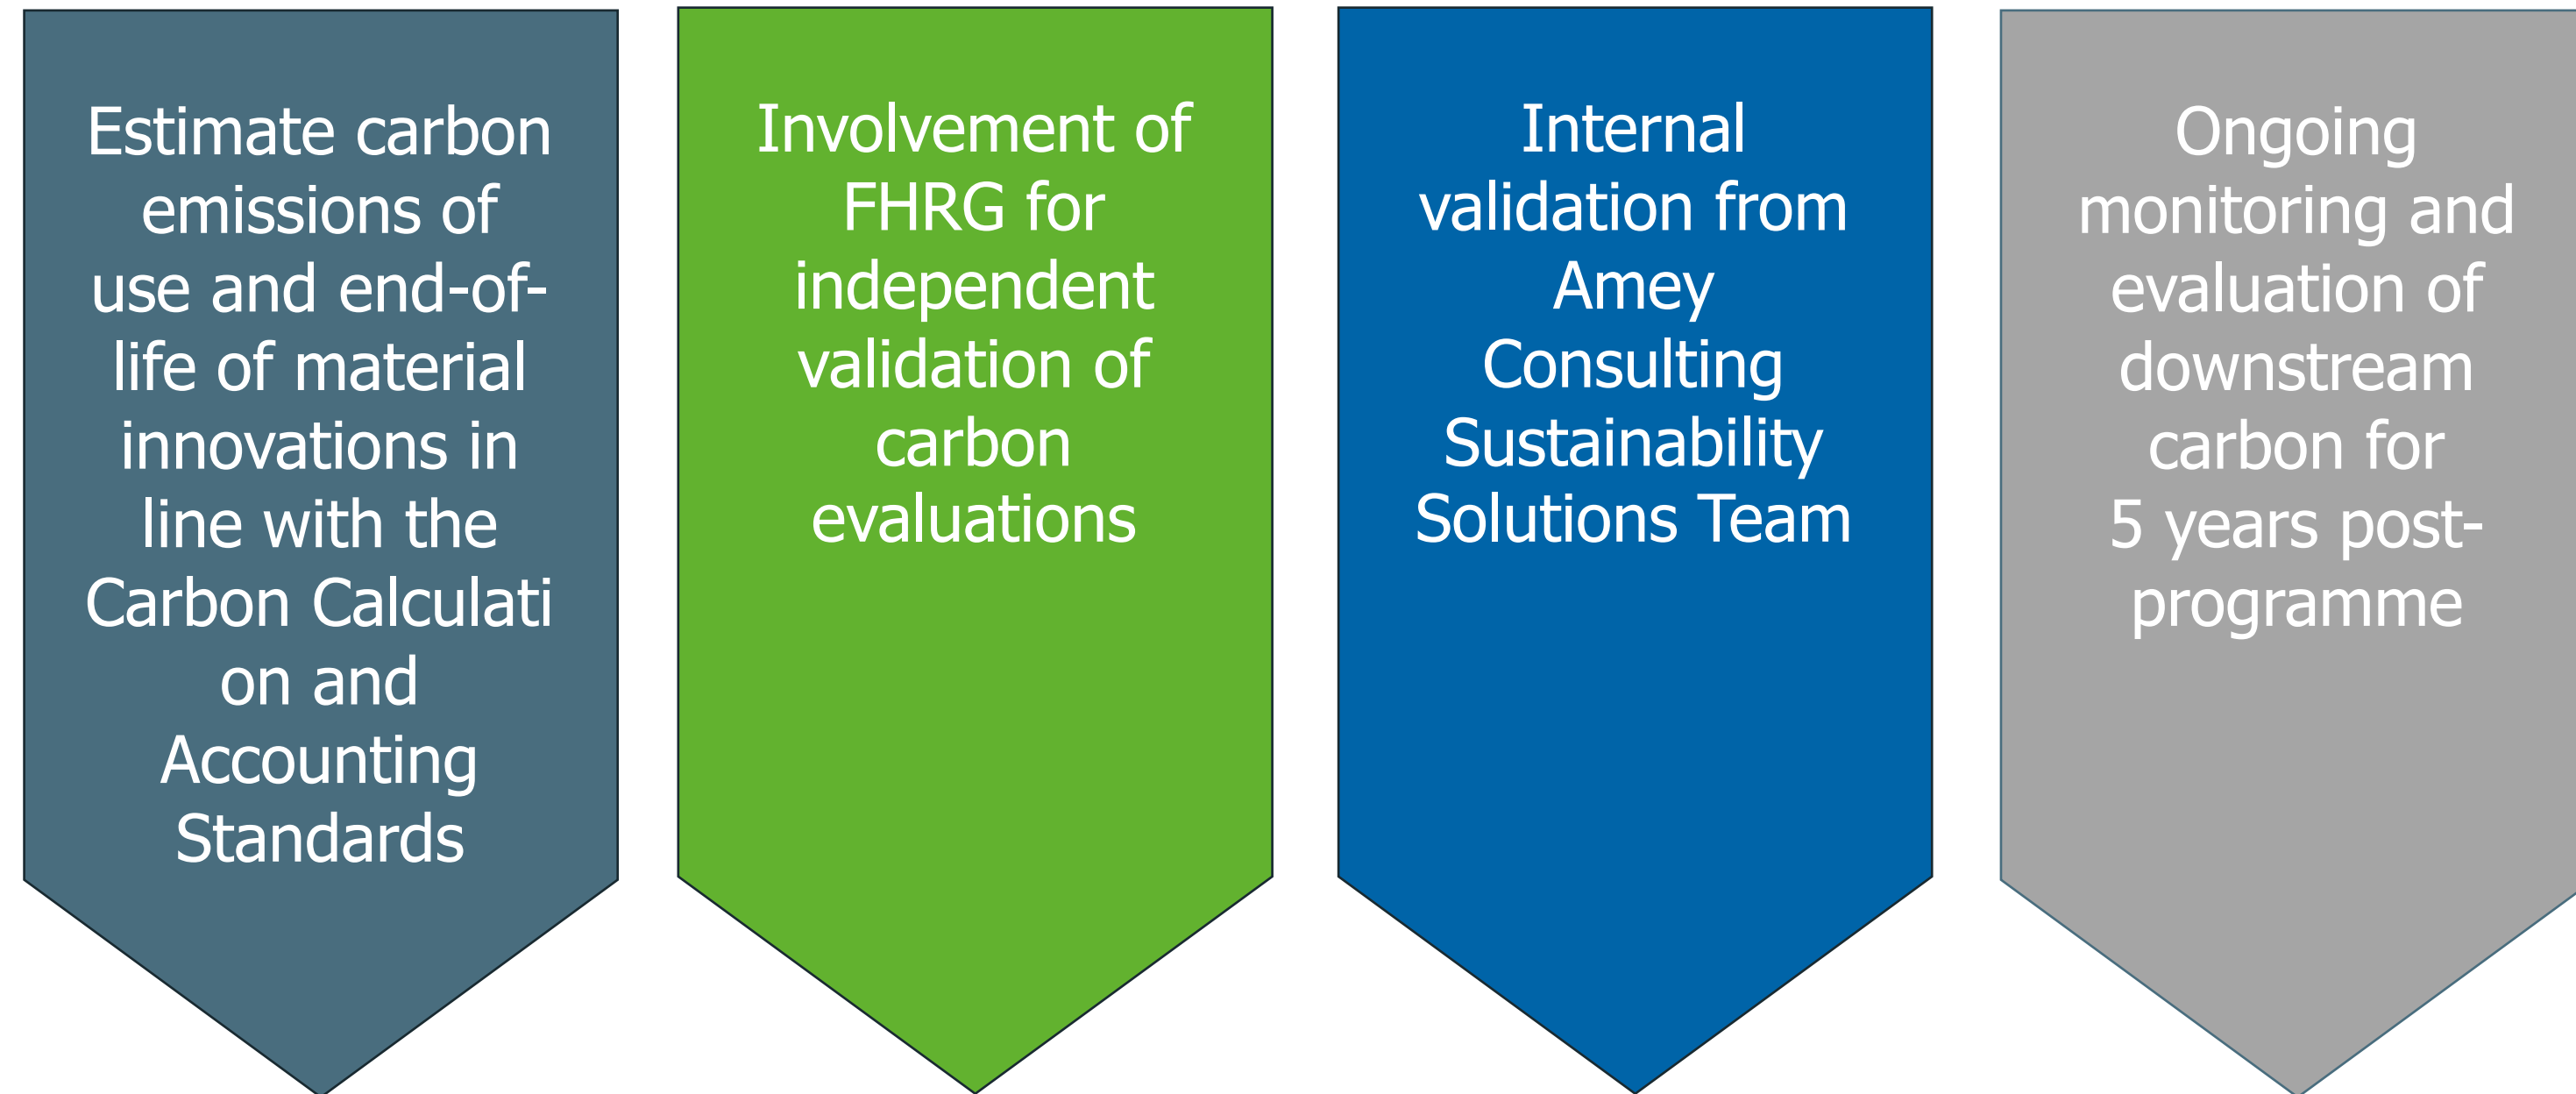 Estimate carbon
emissions of
use and end-of-
life of material
innovations in
line with the
Carbon Calculati
on and
Accounting
Standards
Involvement of
FHRG for
independent
validation of
carbon
evaluations
Internal
validation from
Amey
Consulting
Sustainability
Solutions Team
Ongoing
monitoring and
evaluation of
downstream
carbon for
5 years post-
programme